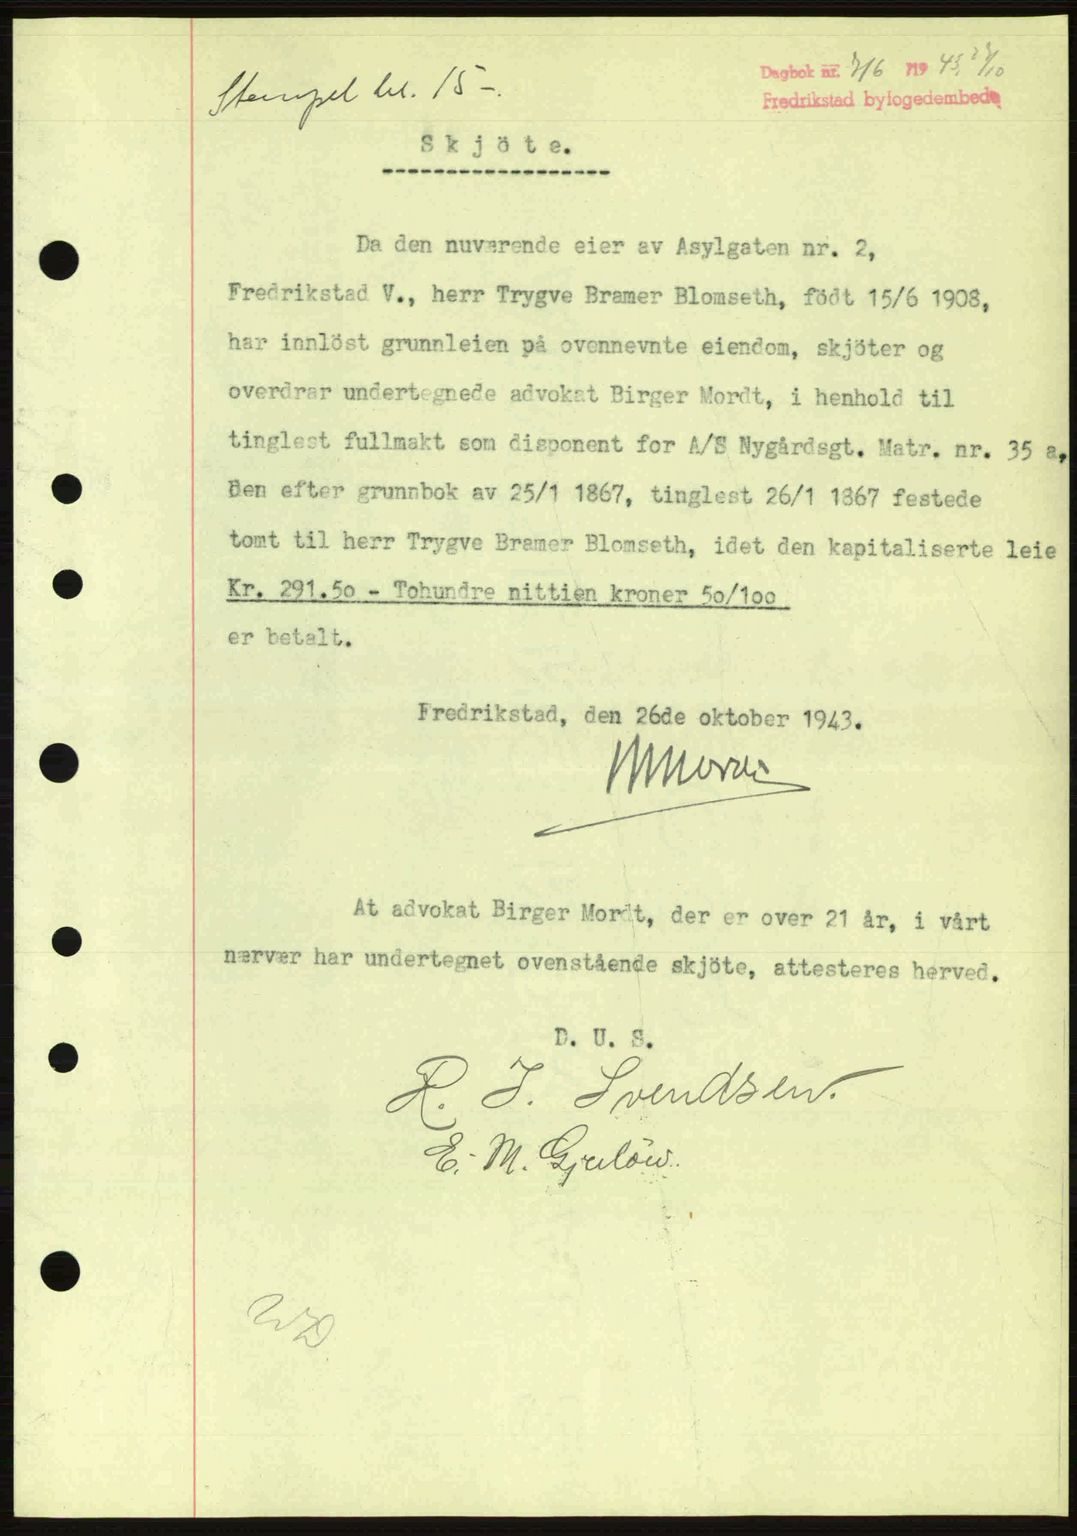 Stempel kr. 15-.
Dagbok nr. 716 1943, 27/10
Fredrikstad byfogedembede
Skjöte.
Da den nuværende eier av Asylgaten nr. 2,
Fredrikstad V., herr Trygve Bramer Blomseth, född 15/6 1908,
har innlöst grunnleien på ovennevnte eiendom, skjöter og
overdrar undertegnede advokat Birger Mordt, i henhold til
tinglest fullmakt som disponent for A/S Nygårdsgt. Matr. nr. 35 a,
den efter grunnbok av 25/1 1867, tinglest 26/1 1867 festede
tomt til herr Trygve Bramer Blomseth, idet den kapitaliserte leie
Kr. 291.50 - Tohundre nittien kroner 50/100
er betalt.
Fredrikstad, den 26de oktober 1943.
At advokat Birger Mordt, der er over 21 år, i vårt
nærvær har undertegnet ovenstående skjöte, attesteres herved.
D. U. S.
R. J. Svendsen.
E. M. Gjulöw.